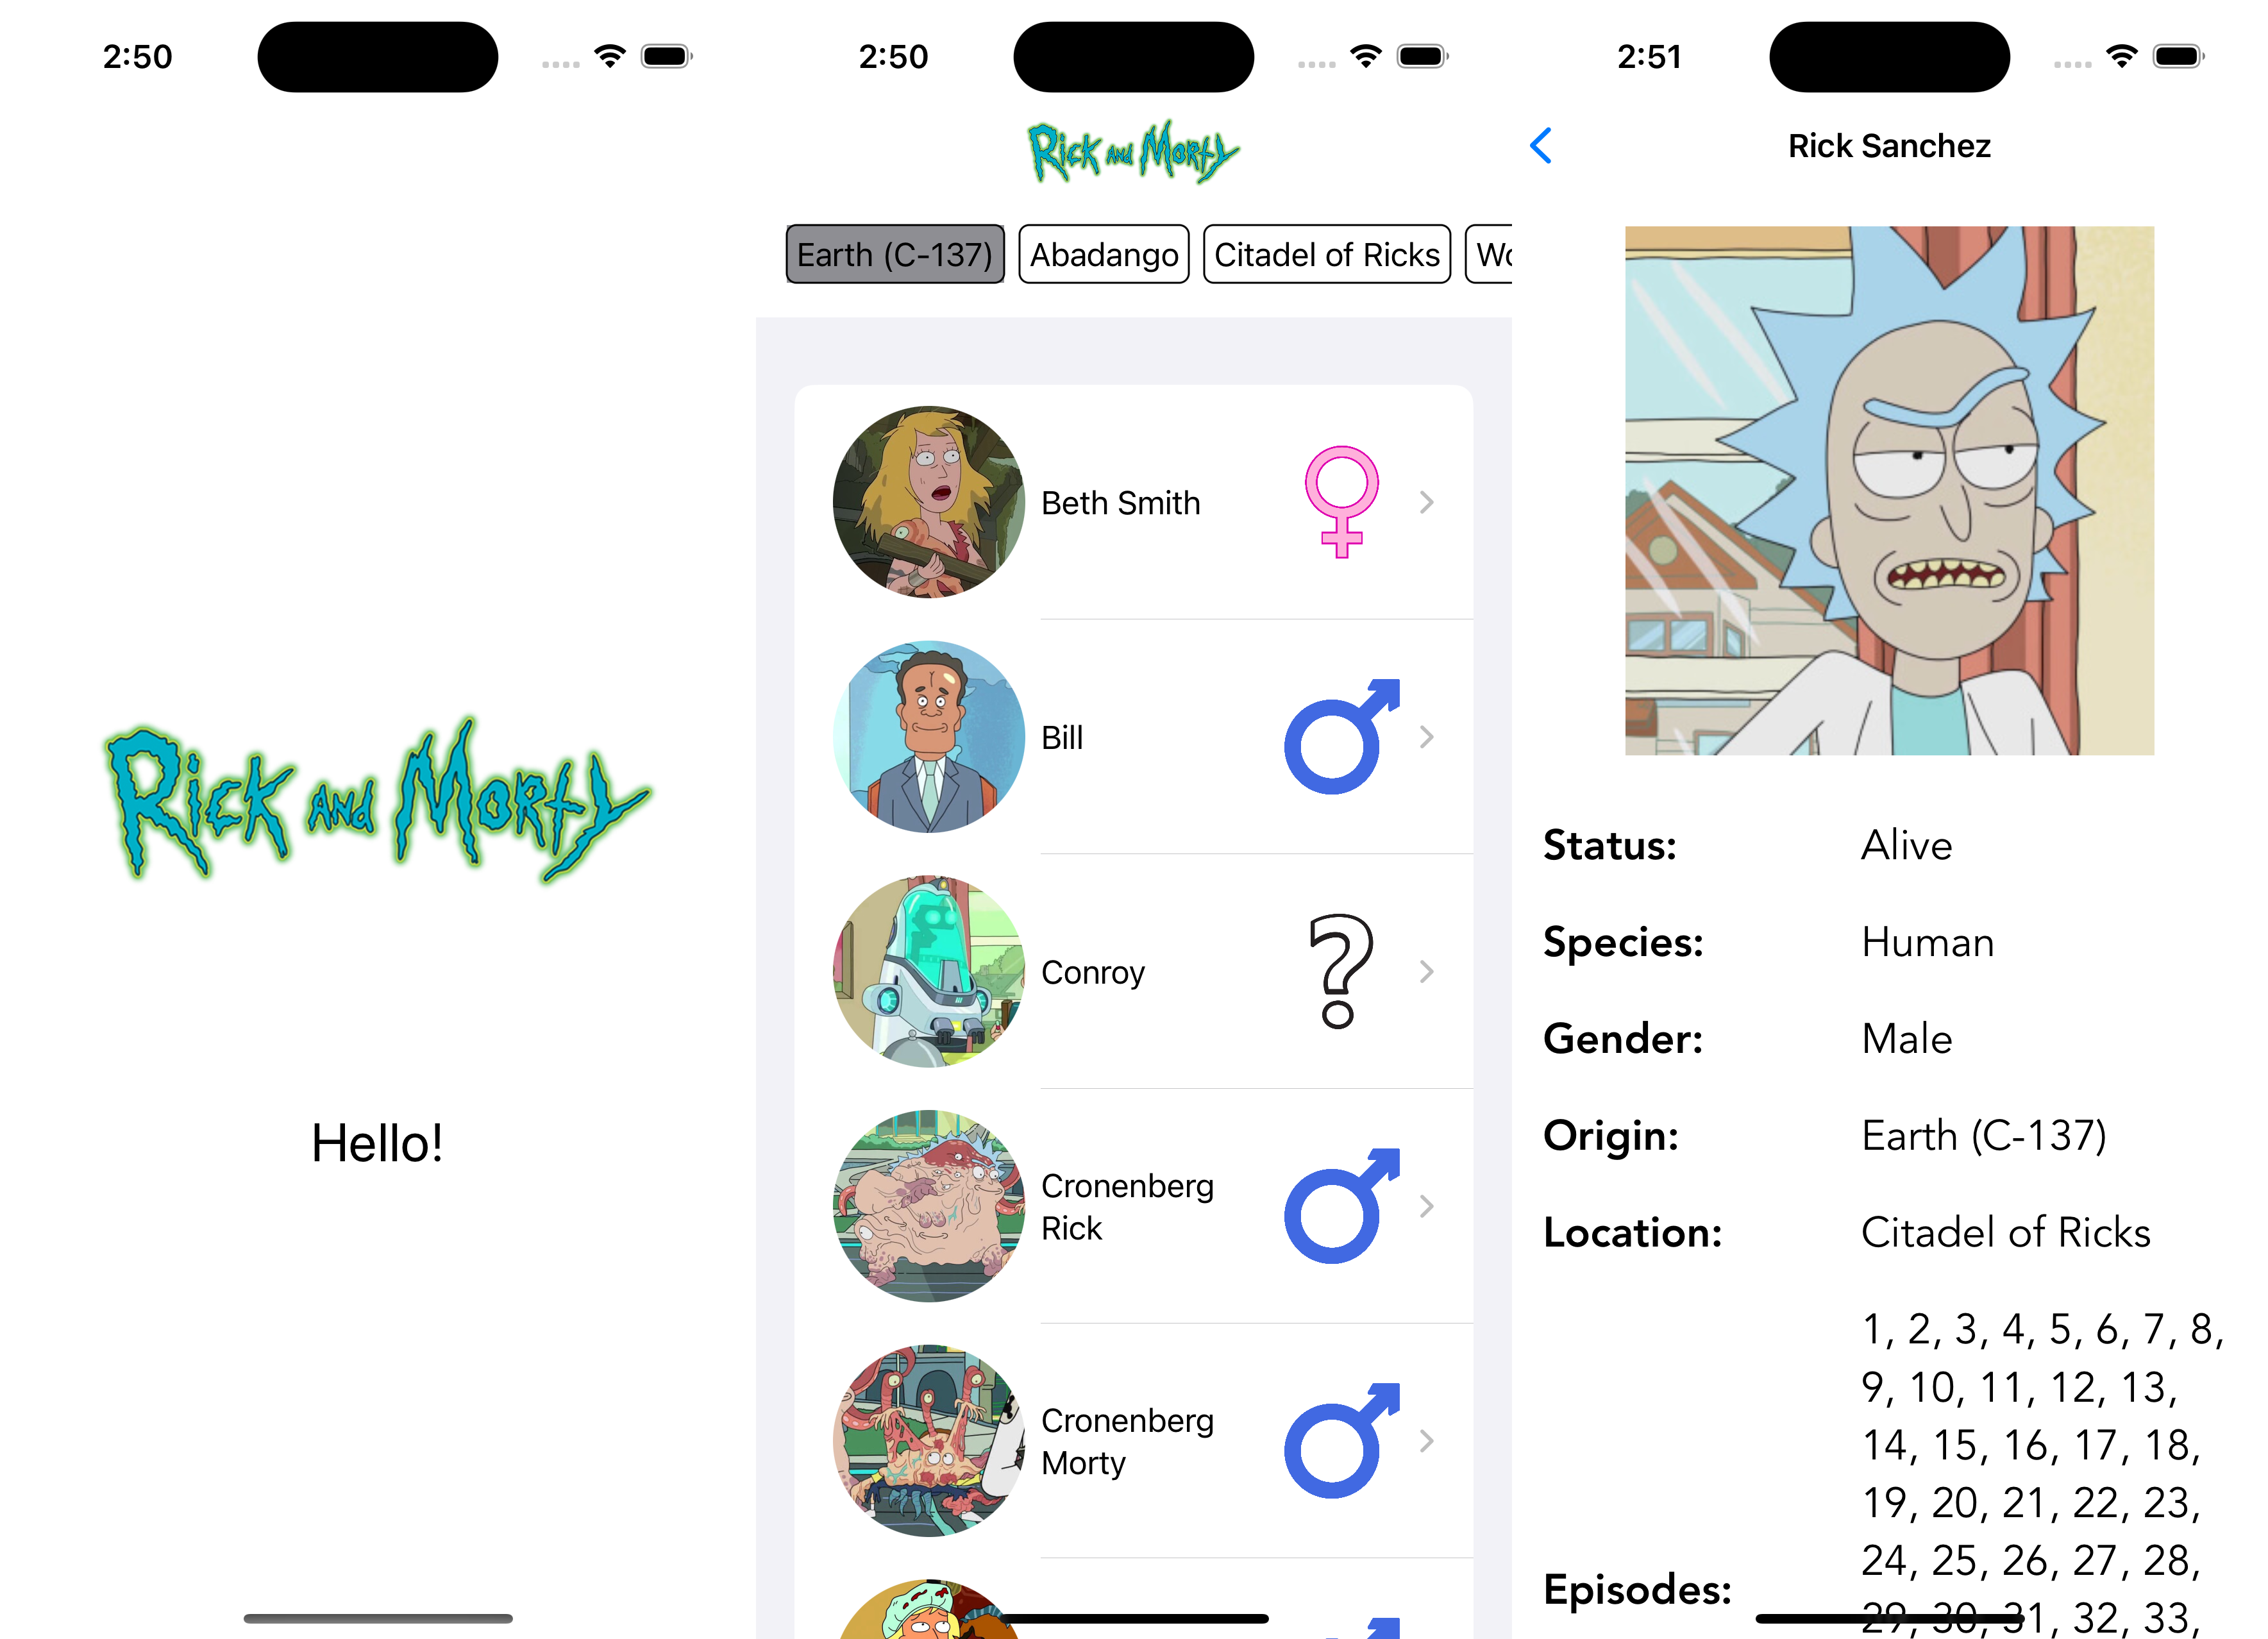 2:50
Rick and Morty
Hello!
2:50
Rick and Morty
Earth (C-137)
Abadango
Citadel of Ricks
Wo
Beth Smith
Bill
Conroy
Cronenberg
Rick
Cronenberg
Morty
2:51
Rick Sanchez
Status: Alive
Species: Human
Gender: Male
Origin: Earth (C-137)
Location: Citadel of Ricks
1, 2, 3, 4, 5, 6, 7, 8,
9, 10, 11, 12, 13,
14, 15, 16, 17, 18,
19, 20, 21, 22, 23,
24, 25, 26, 27, 28,
Episodes:
29, 30, 31, 32, 33,